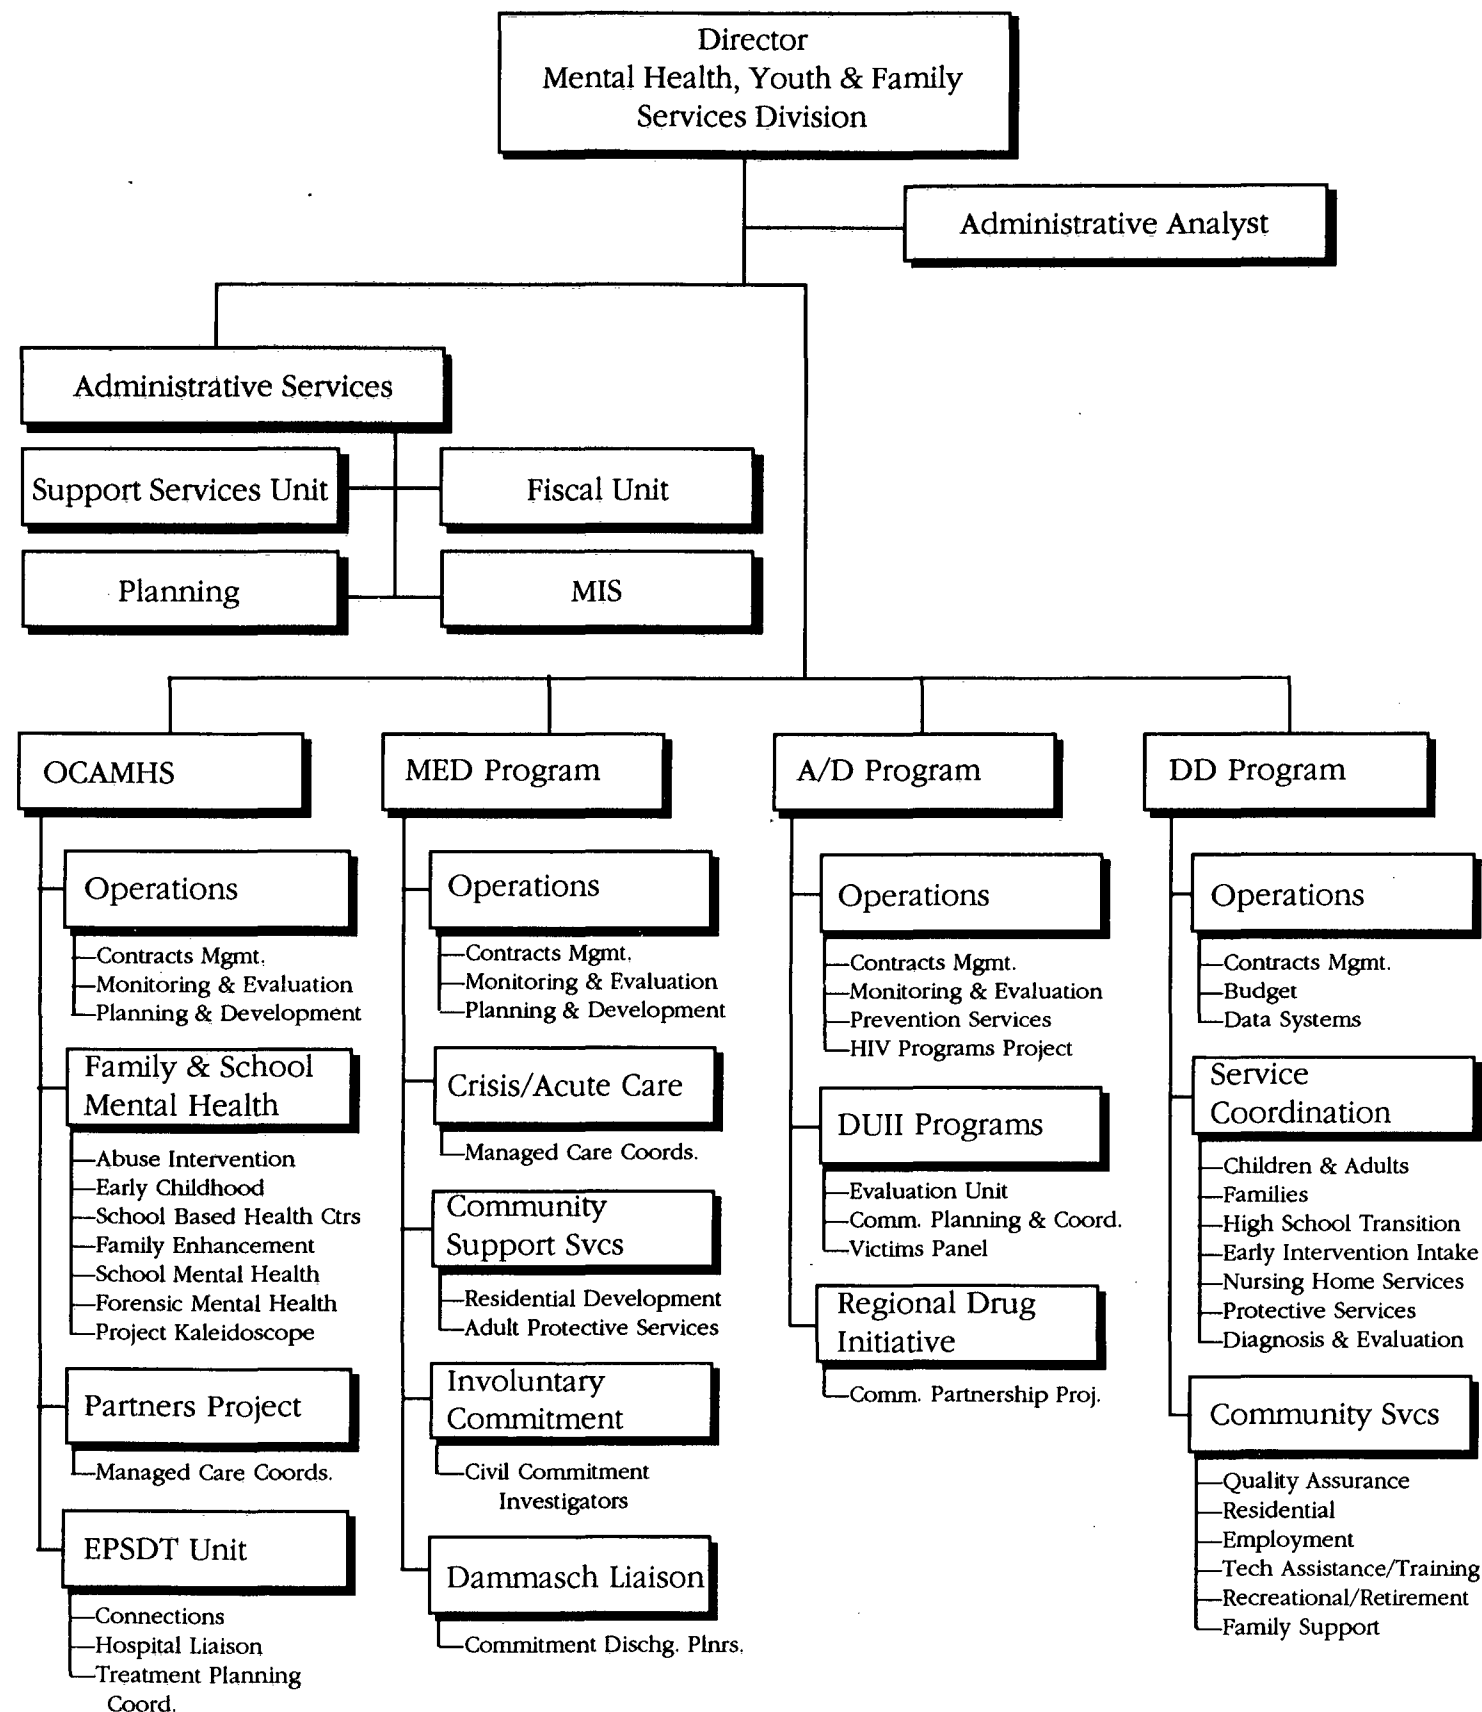 Director
Mental Health, Youth & Family
Services Division
Administrative Analyst
Administrative Services
Support Services Unit
Fiscal Unit
Planning
MIS
OCAMHS
Operations
Contracts Mgmt.
Monitoring & Evaluation
Planning & Development
Family & School
Mental Health
Abuse Intervention
Early Childhood
School Based Health Ctrs
Family Enhancement
School Mental Health
Forensic Mental Health
Project Kaleidoscope
Partners Project
Managed Care Coords.
EPSDT Unit
Connections
Hospital Liaison
Treatment Planning
Coord.
MED Program
Operations
Contracts Mgmt.
Monitoring & Evaluation
Planning & Development
Crisis/Acute Care
Managed Care Coords.
Community
Support Svcs
Residential Development
Adult Protective Services
Involuntary
Commitment
Civil Commitment
Investigators
Dammasch Liaison
Commitment Dischg. Plnrs.
A/D Program
Operations
Contracts Mgmt.
Monitoring & Evaluation
Prevention Services
HIV Programs Project
DUII Programs
Evaluation Unit
Comm. Planning & Coord.
Victims Panel
Regional Drug
Initiative
Comm. Partnership Proj.
DD Program
Operations
Contracts Mgmt.
Budget
Data Systems
Service
Coordination
Children & Adults
Families
High School Transition
Early Intervention Intake
Nursing Home Services
Protective Services
Diagnosis & Evaluation
Community Svcs
Quality Assurance
Residential
Employment
Tech Assistance/Training
Recreational/Retirement
Family Support